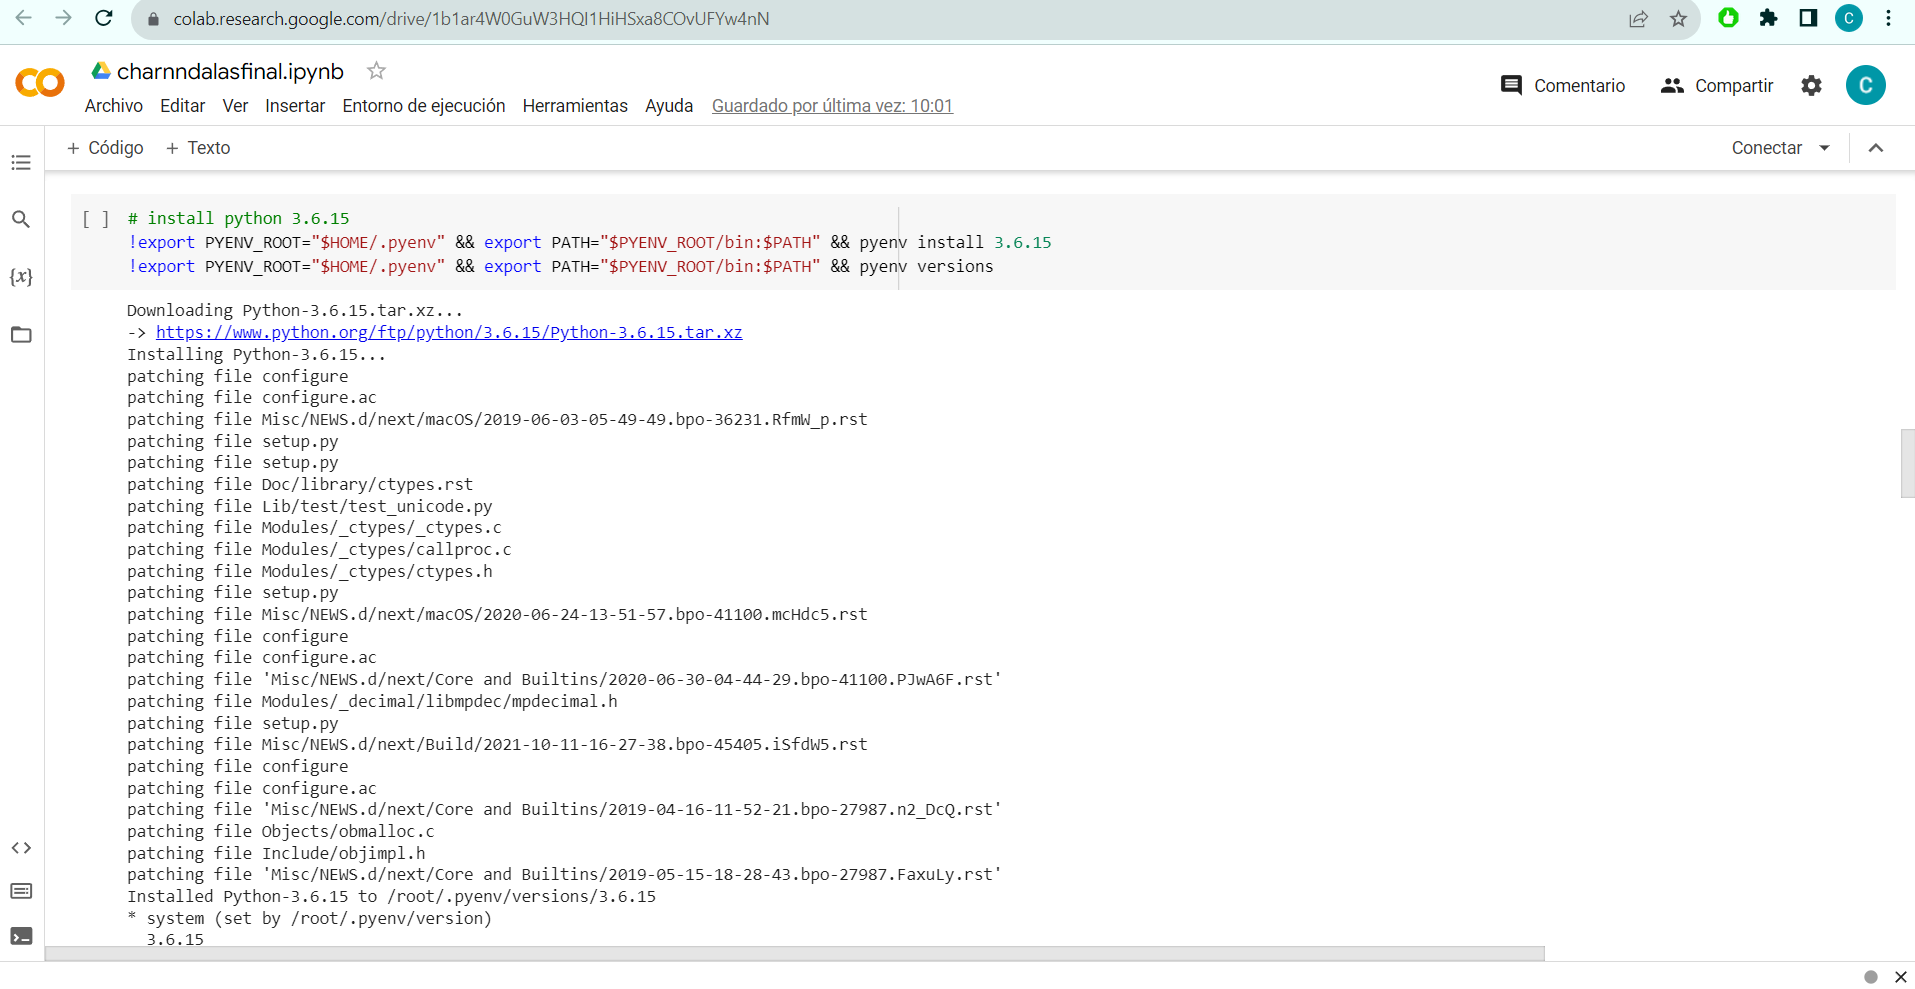 colab.research.google.com/drive/1b1ar4W0GuW3HQI1HiHSxa8COvUFYw4nN
C
charnndalasfinal.ipynb
Archivo Editar Ver Insertar Entorno de ejecución Herramientas Ayuda Guardado por última vez: 10:01
Comentario Compartir C
+ Código + Texto Conectar
{x}
[ ] # install python 3.6.15
!export PYENV_ROOT="$HOME/.pyenv" && export PATH="$PYENV_ROOT/bin:$PATH" && pyenv install 3.6.15
!export PYENV_ROOT="$HOME/.pyenv" && export PATH="$PYENV_ROOT/bin:$PATH" && pyenv versions
Downloading Python-3.6.15.tar.xz...
-> https://www.python.org/ftp/python/3.6.15/Python-3.6.15.tar.xz
Installing Python-3.6.15...
patching file configure
patching file configure.ac
patching file Misc/NEWS.d/next/macOS/2019-06-03-05-49-49.bpo-36231.RfmW_p.rst
patching file setup.py
patching file setup.py
patching file Doc/library/ctypes.rst
patching file Lib/test/test_unicode.py
patching file Modules/_ctypes/_ctypes.c
patching file Modules/_ctypes/callproc.c
patching file Modules/_ctypes/ctypes.h
patching file setup.py
patching file Misc/NEWS.d/next/macOS/2020-06-24-13-51-57.bpo-41100.mcHdc5.rst
patching file configure
patching file configure.ac
patching file 'Misc/NEWS.d/next/Core and Builtins/2020-06-30-04-44-29.bpo-41100.PJwA6F.rst'
patching file Modules/_decimal/libmpdec/mpdecimal.h
patching file setup.py
patching file Misc/NEWS.d/next/Build/2021-10-11-16-27-38.bpo-45405.iSfdW5.rst
patching file configure
patching file configure.ac
patching file 'Misc/NEWS.d/next/Core and Builtins/2019-04-16-11-52-21.bpo-27987.n2_DcQ.rst'
patching file Objects/obmalloc.c
patching file Include/objimpl.h
patching file 'Misc/NEWS.d/next/Core and Builtins/2019-05-15-18-28-43.bpo-27987.FaxuLy.rst'
Installed Python-3.6.15 to /root/.pyenv/versions/3.6.15
* system (set by /root/.pyenv/version)
3.6.15